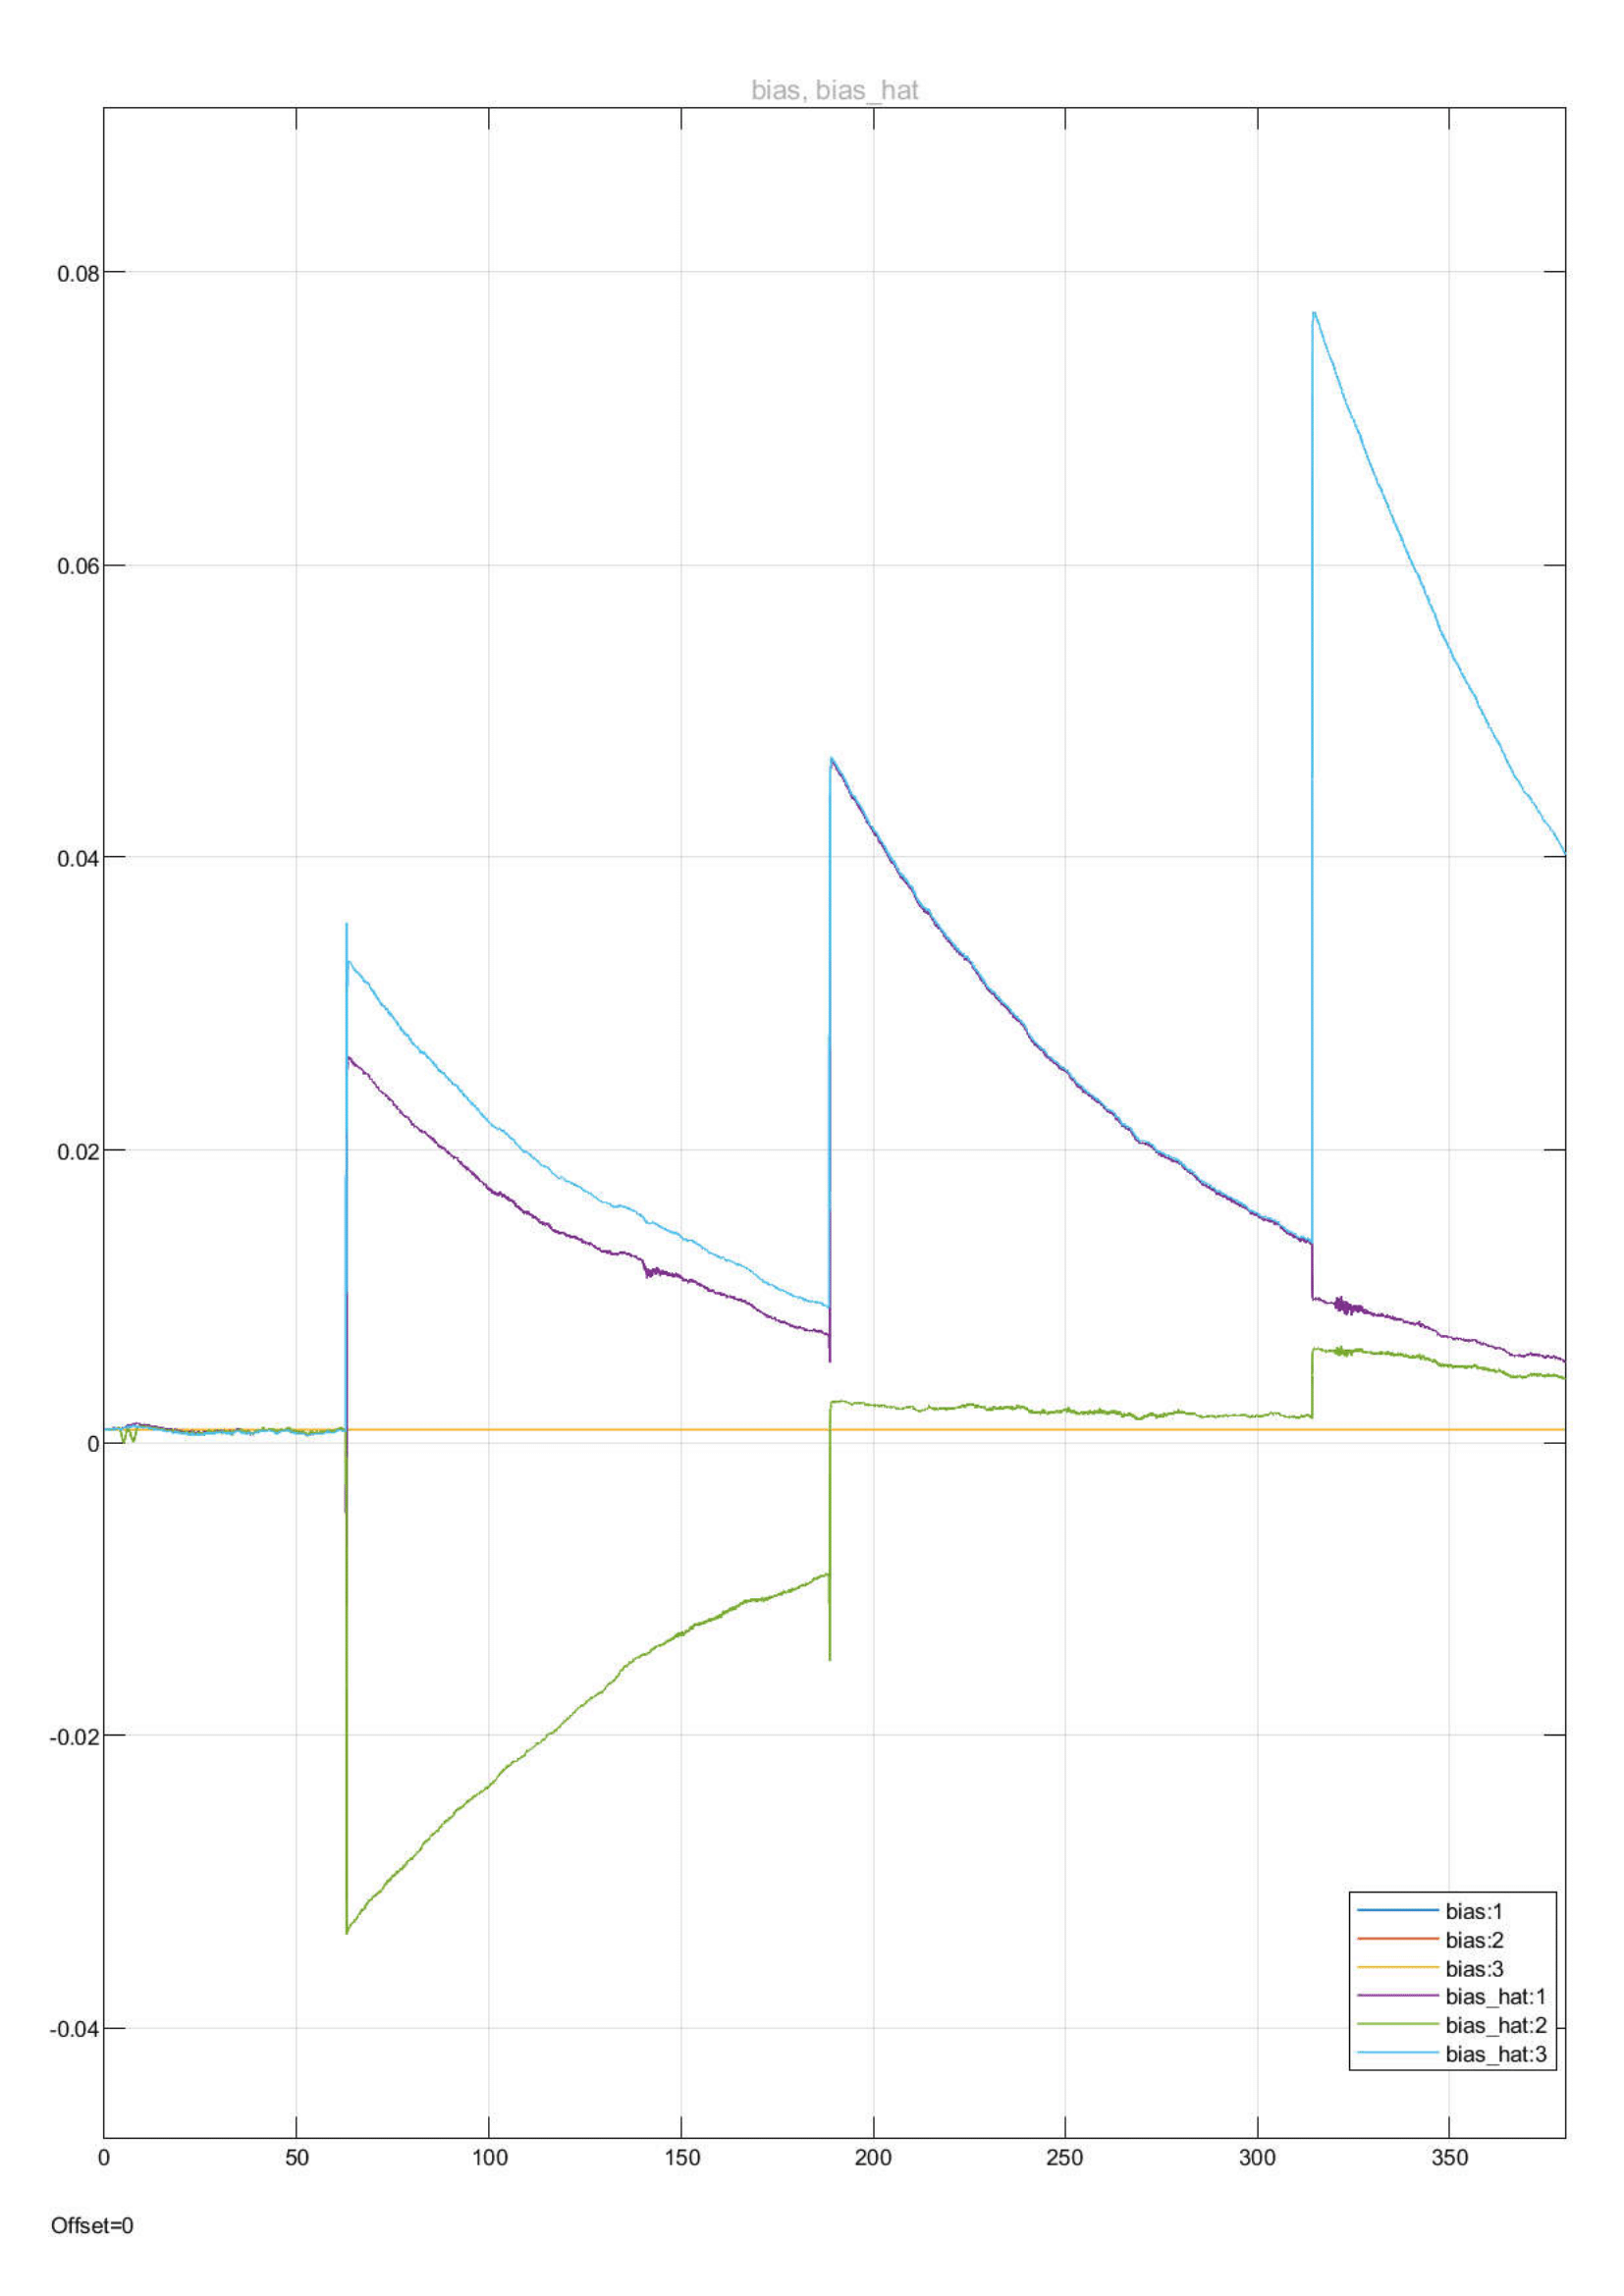 bias, bias_hat
0.08
0.06
0.04
0.02
0
-0.02
-0.04
bias:1
bias:2
bias:3
bias_hat:1
bias_hat:2
bias_hat:3
0 50 100 150 200 250 300 350
Offset=0